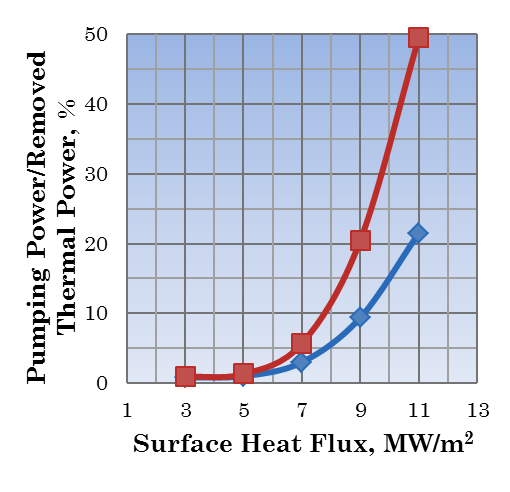 50
40
30
20
10
0
1 3 5 7 9 11 13
Pumping Power/Removed
Thermal Power, %
Surface Heat Flux, MW/m²